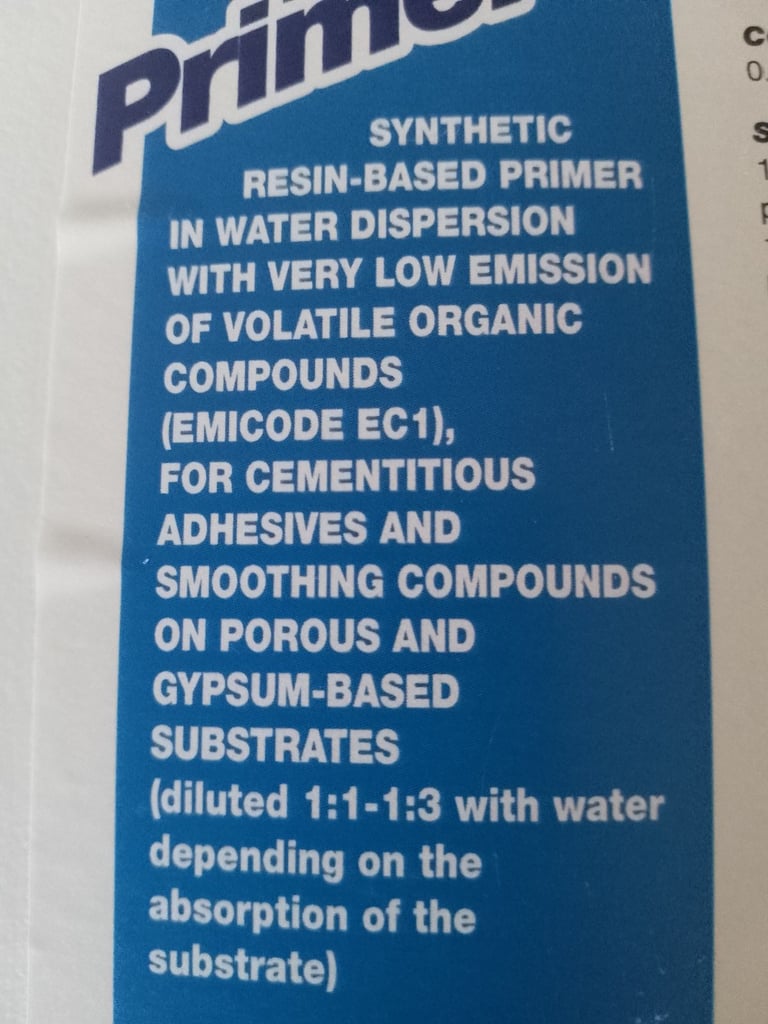 Primer
SYNTHETIC
RESIN-BASED PRIMER
IN WATER DISPERSION
WITH VERY LOW EMISSION
OF VOLATILE ORGANIC
COMPOUNDS
(EMICODE EC1),
FOR CEMENTITIOUS
ADHESIVES AND
SMOOTHING COMPOUNDS
ON POROUS AND
GYPSUM-BASED
SUBSTRATES
(diluted 1:1-1:3 with water
depending on the
absorption of the
substrate)